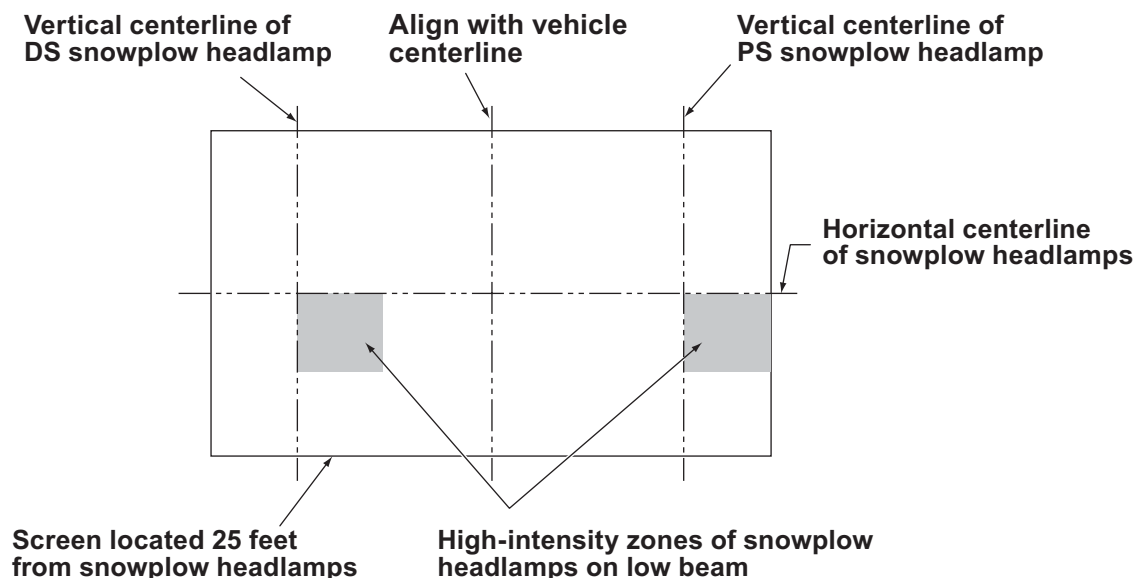 Vertical centerline of
DS snowplow headlamp
Align with vehicle
centerline
Vertical centerline of
PS snowplow headlamp
Horizontal centerline
of snowplow headlamps
Screen located 25 feet
from snowplow headlamps
High-intensity zones of snowplow
headlamps on low beam